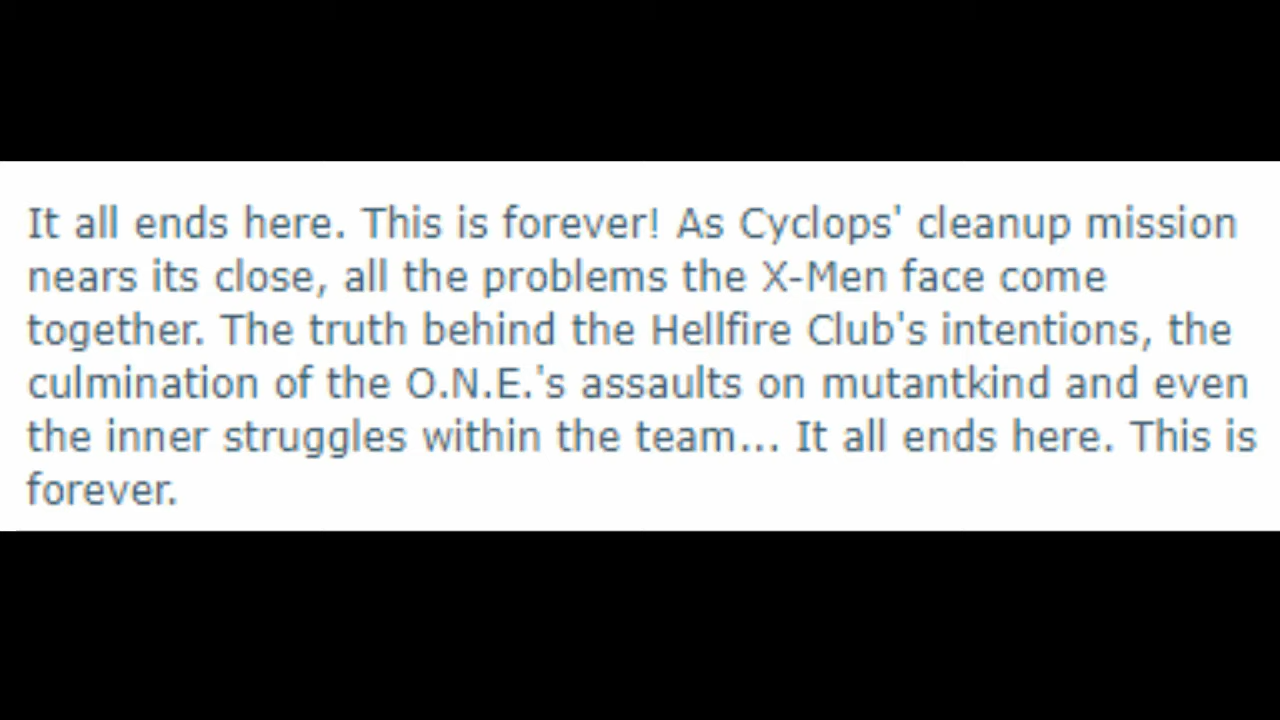 It all ends here. This is forever! As Cyclops' cleanup mission
nears its close, all the problems the X-Men face come
together. The truth behind the Hellfire Club's intentions, the
culmination of the O.N.E.'s assaults on mutantkind and even
the inner struggles within the team... It all ends here. This is
forever.